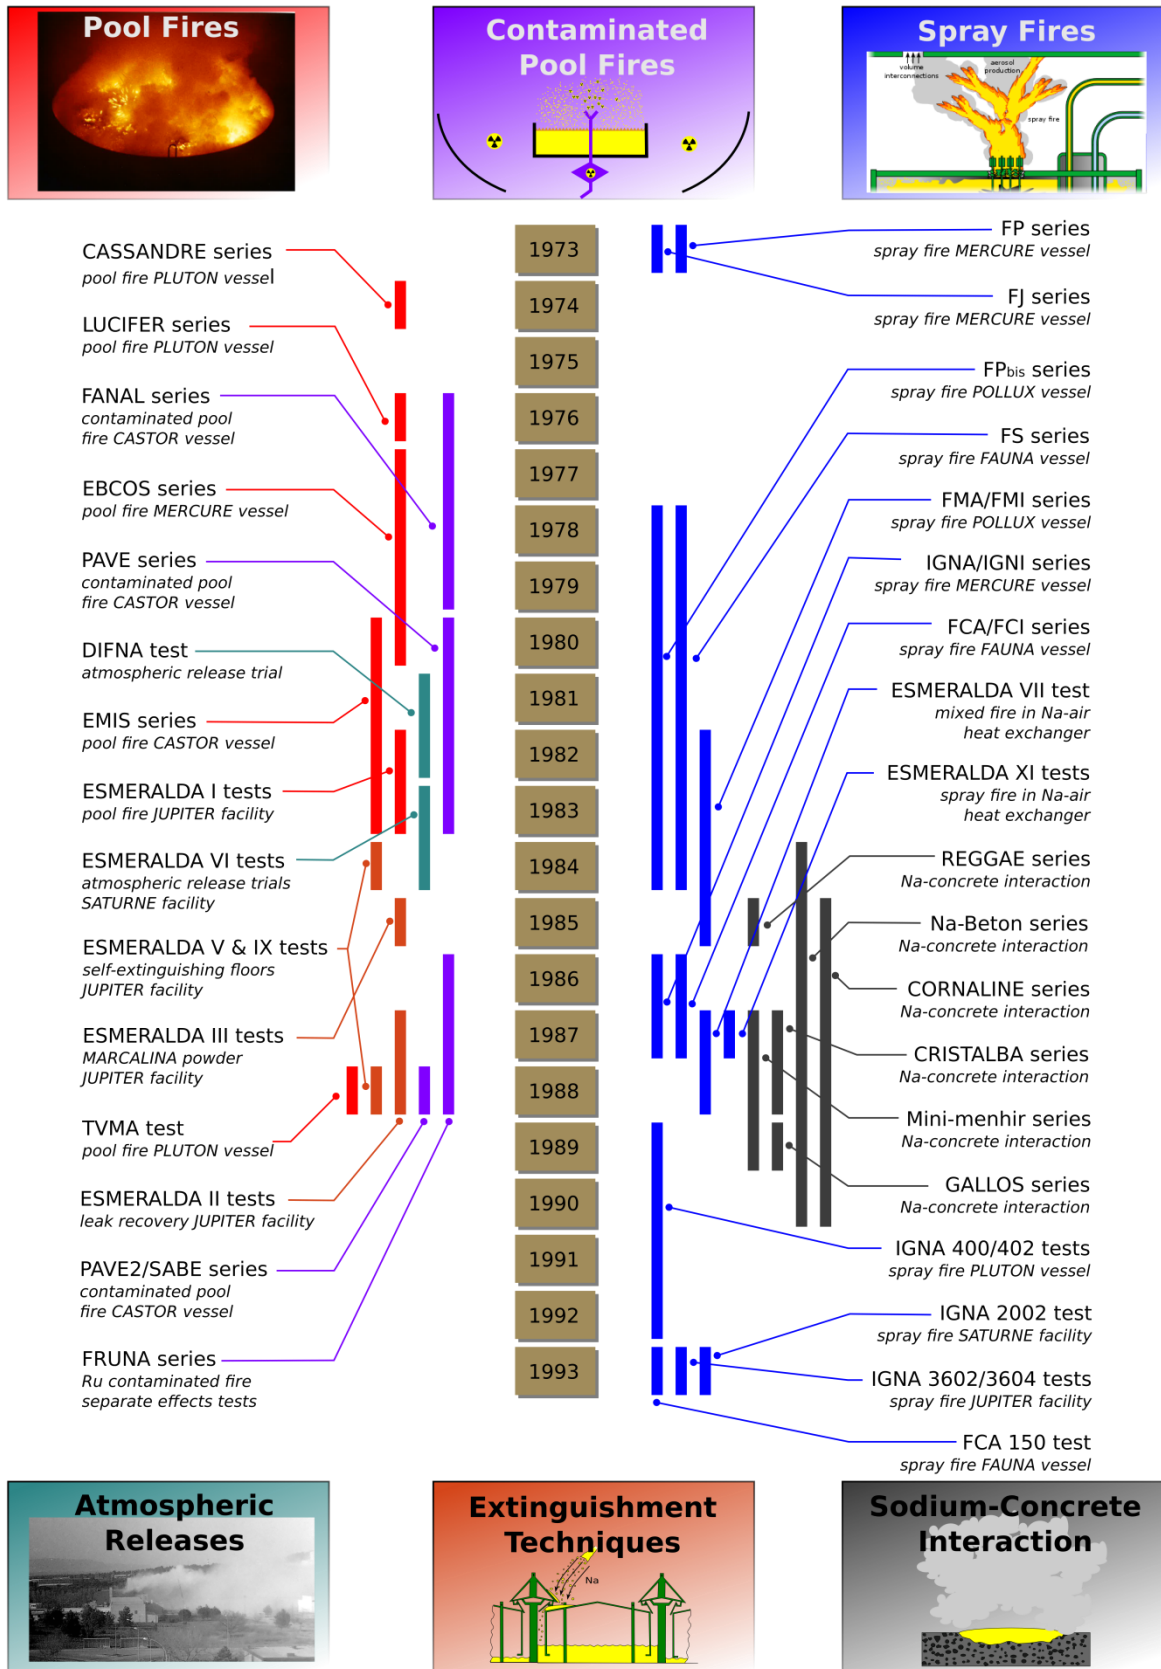 Pool Fires
Contaminated
Pool Fires
Spray Fires
volume
interconnections
aerosol
production
spray fire
CASSANDRE series
pool fire PLUTON vessel
LUCIFER series
pool fire PLUTON vessel
FANAL series
contaminated pool
fire CASTOR vessel
EBCOS series
pool fire MERCURE vessel
PAVE series
contaminated pool
fire CASTOR vessel
DIFNA test
atmospheric release trial
EMIS series
pool fire CASTOR vessel
ESMERALDA I tests
pool fire JUPITER facility
ESMERALDA VI tests
atmospheric release trials
SATURNE facility
ESMERALDA V & IX tests
self-extinguishing floors
JUPITER facility
ESMERALDA III tests
MARCALINA powder
JUPITER facility
TVMA test
pool fire PLUTON vessel
ESMERALDA II tests
leak recovery JUPITER facility
PAVE2/SABE series
contaminated pool
fire CASTOR vessel
FRUNA series
Ru contaminated fire
separate effects tests
1973
1974
1975
1976
1977
1978
1979
1980
1981
1982
1983
1984
1985
1986
1987
1988
1989
1990
1991
1992
1993
FP series
spray fire MERCURE vessel
FJ series
spray fire MERCURE vessel
FPbis series
spray fire POLLUX vessel
FS series
spray fire FAUNA vessel
FMA/FMI series
spray fire POLLUX vessel
IGNA/IGNI series
spray fire MERCURE vessel
FCA/FCI series
spray fire FAUNA vessel
ESMERALDA VII test
mixed fire in Na-air
heat exchanger
ESMERALDA XI tests
spray fire in Na-air
heat exchanger
REGGAE series
Na-concrete interaction
Na-Beton series
Na-concrete interaction
CORNALINE series
Na-concrete interaction
CRISTALBA series
Na-concrete interaction
Mini-menhir series
Na-concrete interaction
GALLOS series
Na-concrete interaction
IGNA 400/402 tests
spray fire PLUTON vessel
IGNA 2002 test
spray fire SATURNE facility
IGNA 3602/3604 tests
spray fire JUPITER facility
FCA 150 test
spray fire FAUNA vessel
Atmospheric
Releases
Extinguishment
Techniques
Na
Sodium-Concrete
Interaction